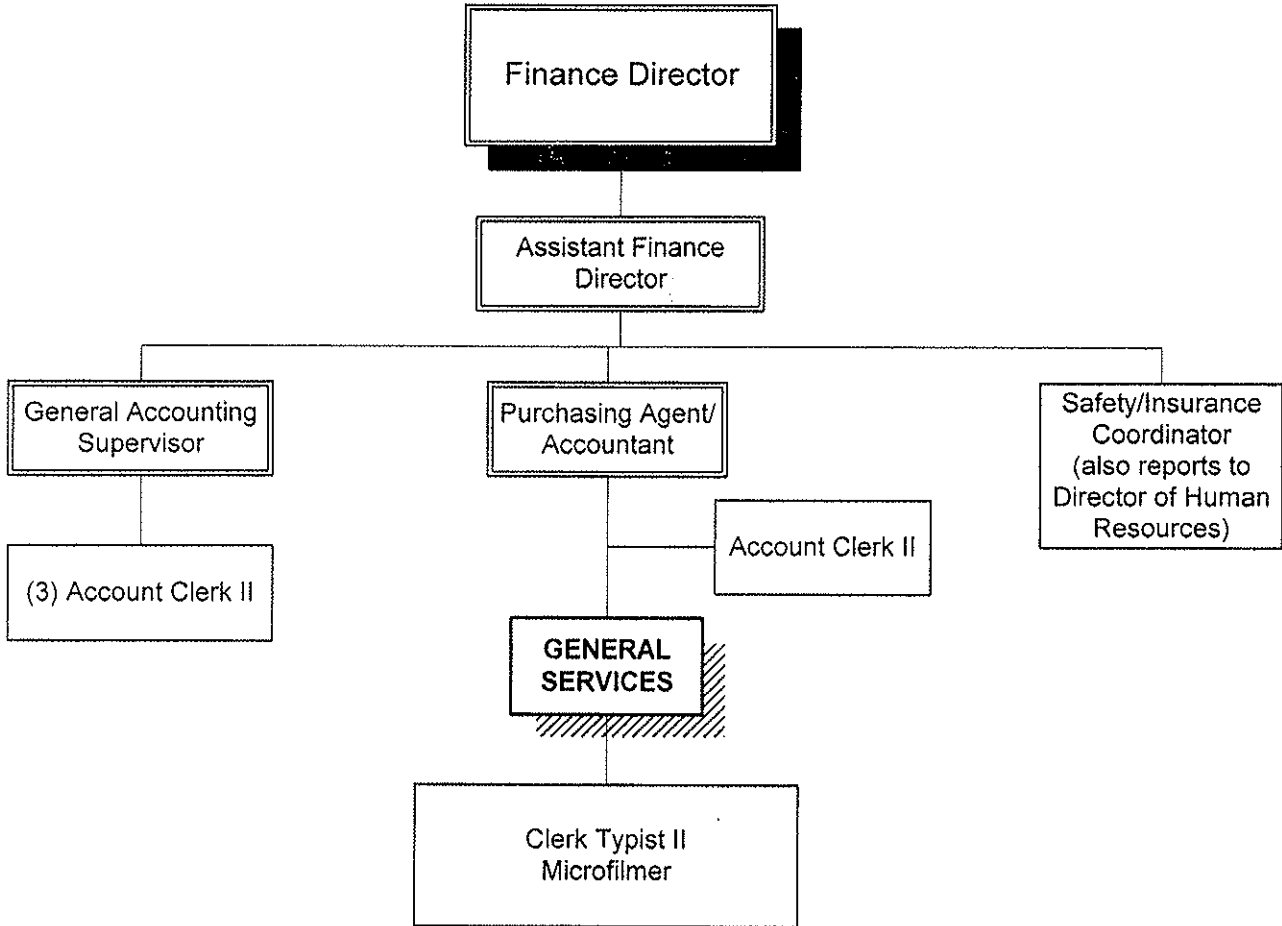 Finance Director
Assistant Finance
Director
General Accounting
Supervisor
Purchasing Agent/
Accountant
Safety/Insurance
Coordinator
(also reports to
Director of Human
Resources)
(3) Account Clerk II
Account Clerk II
GENERAL
SERVICES
Clerk Typist II
Microfilmer